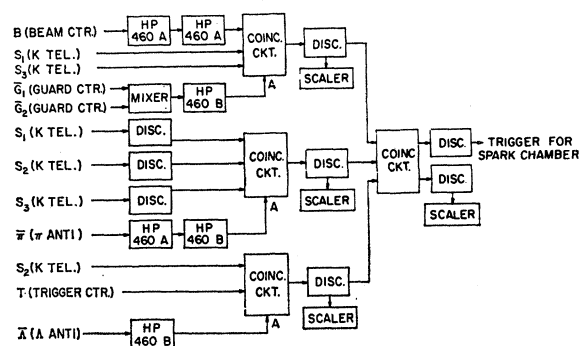 B (BEAM CTR.)
HP
460 A
HP
460 A
COINC.
CKT.
DISC.
SCALER
S₁ (K TEL.)
S₃ (K TEL.)
G̅₁ (GUARD CTR.)
G̅₂ (GUARD CTR.)
MIXER
HP
460 B
A
S₁ (K TEL.)
DISC.
S₂ (K TEL.)
DISC.
S₃ (K TEL.)
DISC.
COINC.
CKT.
DISC.
SCALER
π̅ (π ANTI)
HP
460 A
HP
460 B
A
COINC.
CKT.
DISC.
TRIGGER FOR
SPARK CHAMBER
DISC.
SCALER
S₂ (K TEL.)
T (TRIGGER CTR.)
COINC.
CKT.
DISC.
SCALER
Λ̅ (Λ ANTI)
HP
460 B
A